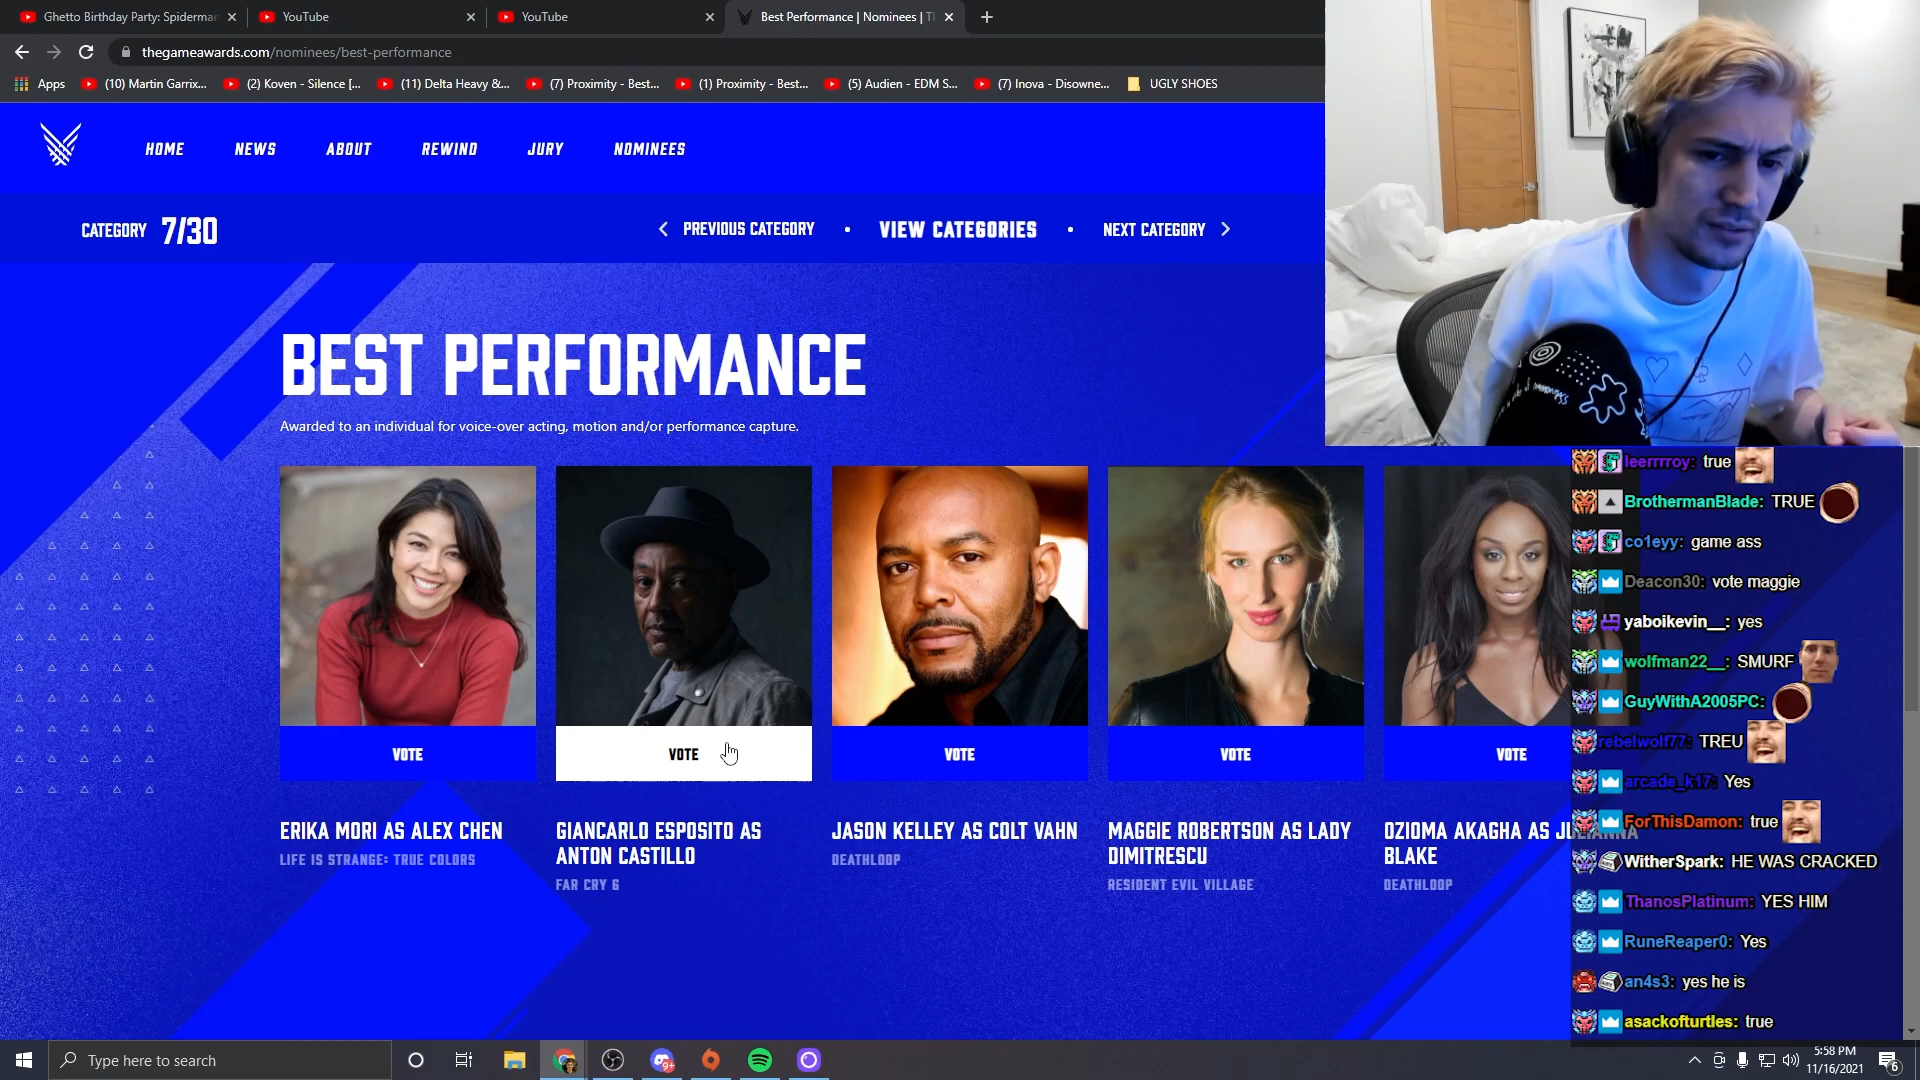 Ghetto Birthday Party: Spiderma
YouTube
YouTube
Best Performance | Nominees | T
thegameawards.com/nominees/best-performance
Apps
(10) Martin Garrix...
(2) Koven - Silence [...
(11) Delta Heavy &...
(7) Proximity - Best...
(1) Proximity - Best...
(5) Audien - EDM S...
(7) Inova - Disowne...
UGLY SHOES
HOME
NEWS
ABOUT
REWIND
JURY
NOMINEES
CATEGORY 7/30
PREVIOUS CATEGORY
VIEW CATEGORIES
NEXT CATEGORY
BEST PERFORMANCE
Awarded to an individual for voice-over acting, motion and/or performance capture.
VOTE
VOTE
VOTE
VOTE
VOTE
ERIKA MORI AS ALEX CHEN
LIFE IS STRANGE: TRUE COLORS
GIANCARLO ESPOSITO AS
ANTON CASTILLO
FAR CRY 6
JASON KELLEY AS COLT VAHN
DEATHLOOP
MAGGIE ROBERTSON AS LADY
DIMITRESCU
RESIDENT EVIL VILLAGE
OZIOMA AKAGHA AS JULIANNA
BLAKE
DEATHLOOP
leerrrroy: true
BrothermanBlade: TRUE
co1eyy: game ass
Deacon30: vote maggie
yaboikevin__: yes
wolfman22__: SMURF
GuyWithA2005PC:
rebelwolf77: TREU
arcade_k17: Yes
ForThisDamon: true
WitherSpark: HE WAS CRACKED
ThanosPlatinum: YES HIM
RuneReaper0: Yes
an4s3: yes he is
asackofturtles: true
Type here to search
9+
5:58 PM
11/16/2021
6